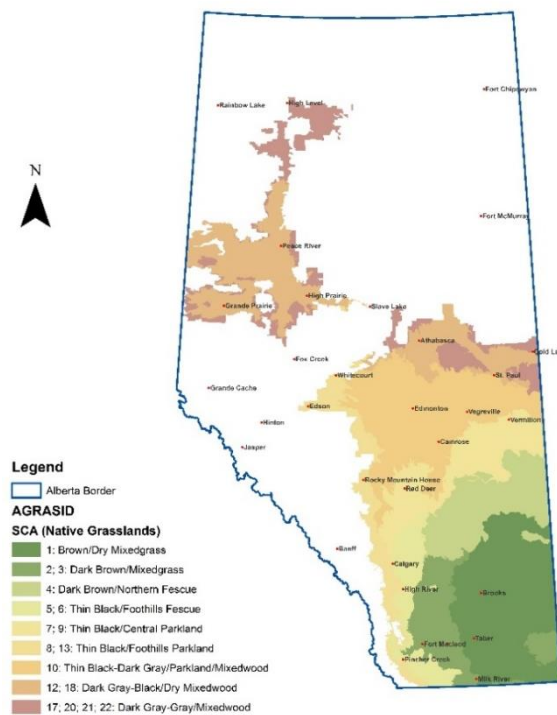 Fort Chipewyan
Rainbow Lake
High Level
N
Fort McMurray
Peace River
High Prairie
Grande Prairie
Slave Lake
Athabasca
Cold La
Fox Creek
Whitecourt
St. Paul
Grande Cache
Edson
Edmonton
Vegreville
Vermilion
Hinton
Camrose
Jasper
Rocky Mountain House
Red Deer
Banff
Calgary
High River
Brooks
Fort Macleod
Taber
Pincher Creek
Milk River
Legend
Alberta Border
AGRASID
SCA (Native Grasslands)
1: Brown/Dry Mixedgrass
2; 3: Dark Brown/Mixedgrass
4: Dark Brown/Northern Fescue
5; 6: Thin Black/Foothills Fescue
7; 9: Thin Black/Central Parkland
8; 13: Thin Black/Foothills Parkland
10: Thin Black-Dark Gray/Parkland/Mixedwood
12; 18: Dark Gray-Black/Dry Mixedwood
17; 20; 21; 22: Dark Gray-Gray/Mixedwood